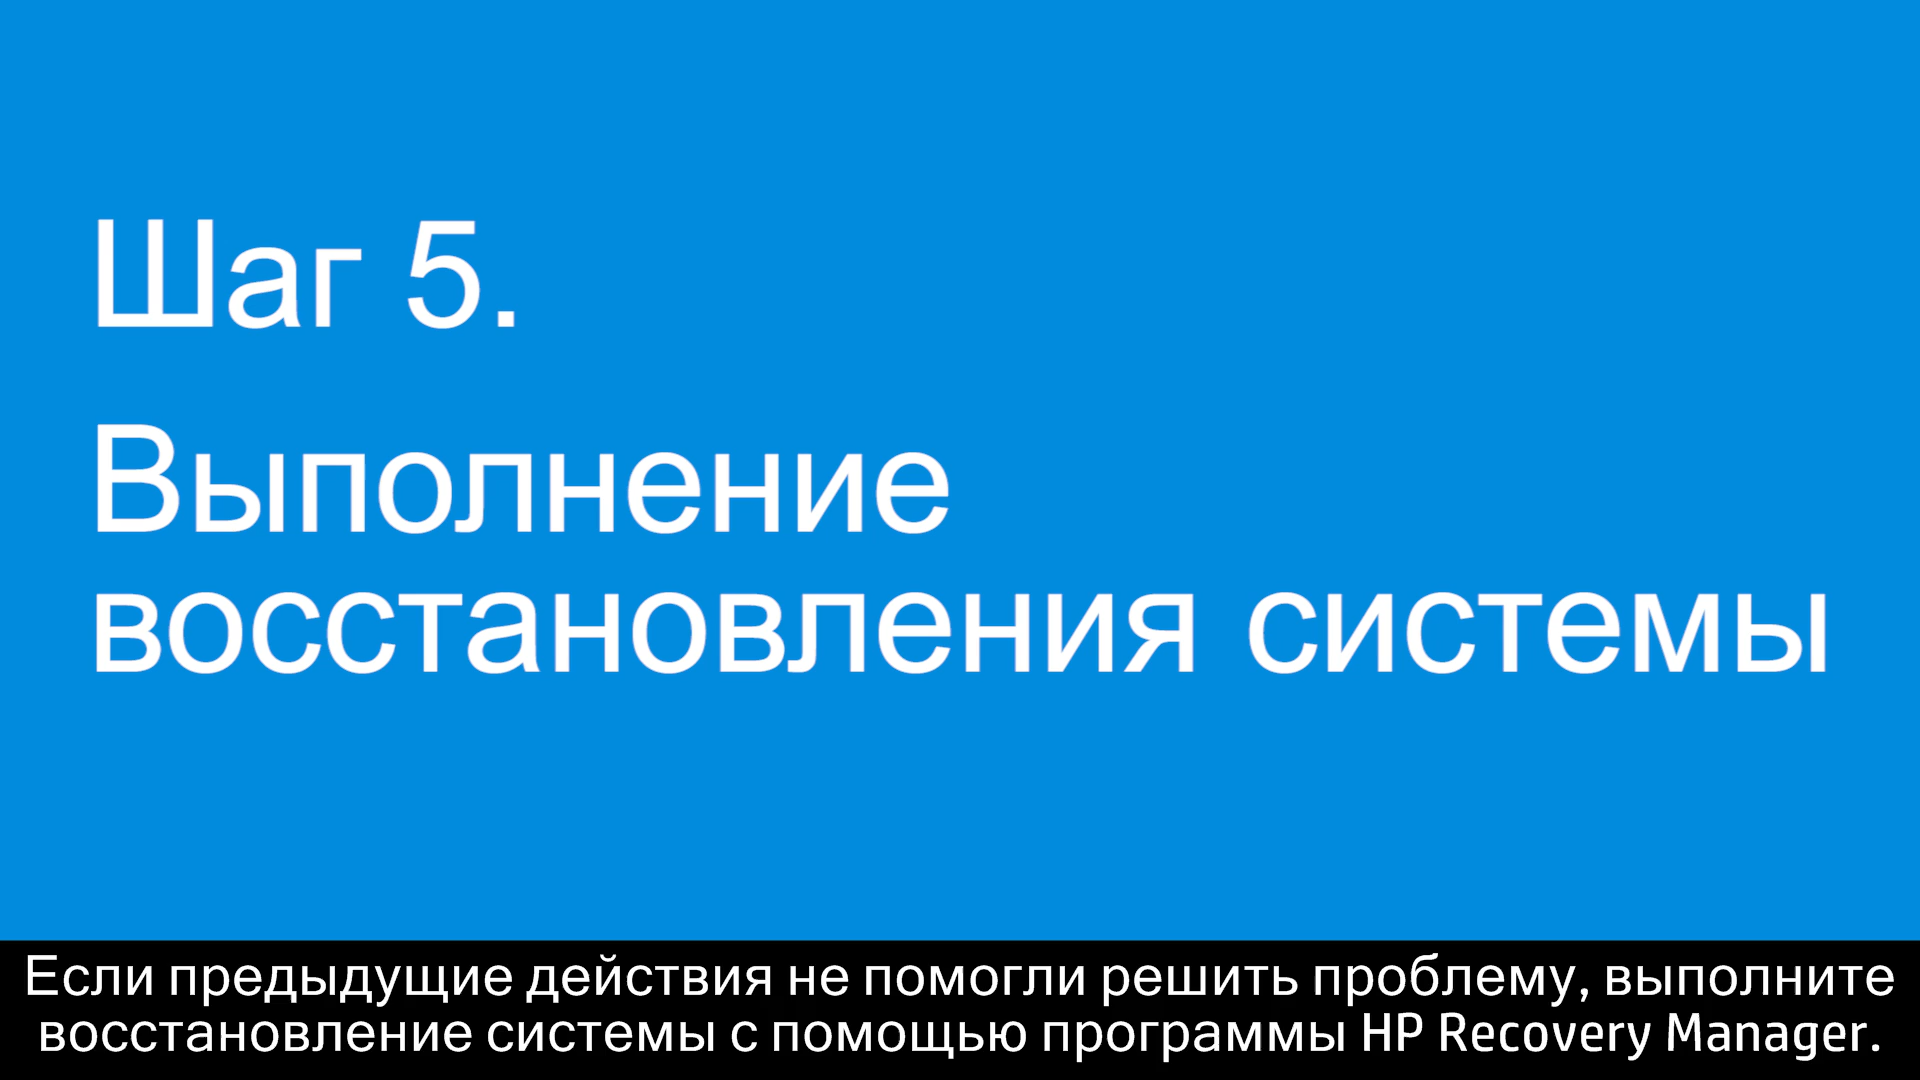 Шаг 5.
Выполнение
восстановления системы
Если предыдущие действия не помогли решить проблему, выполните
восстановление системы с помощью программы HP Recovery Manager.